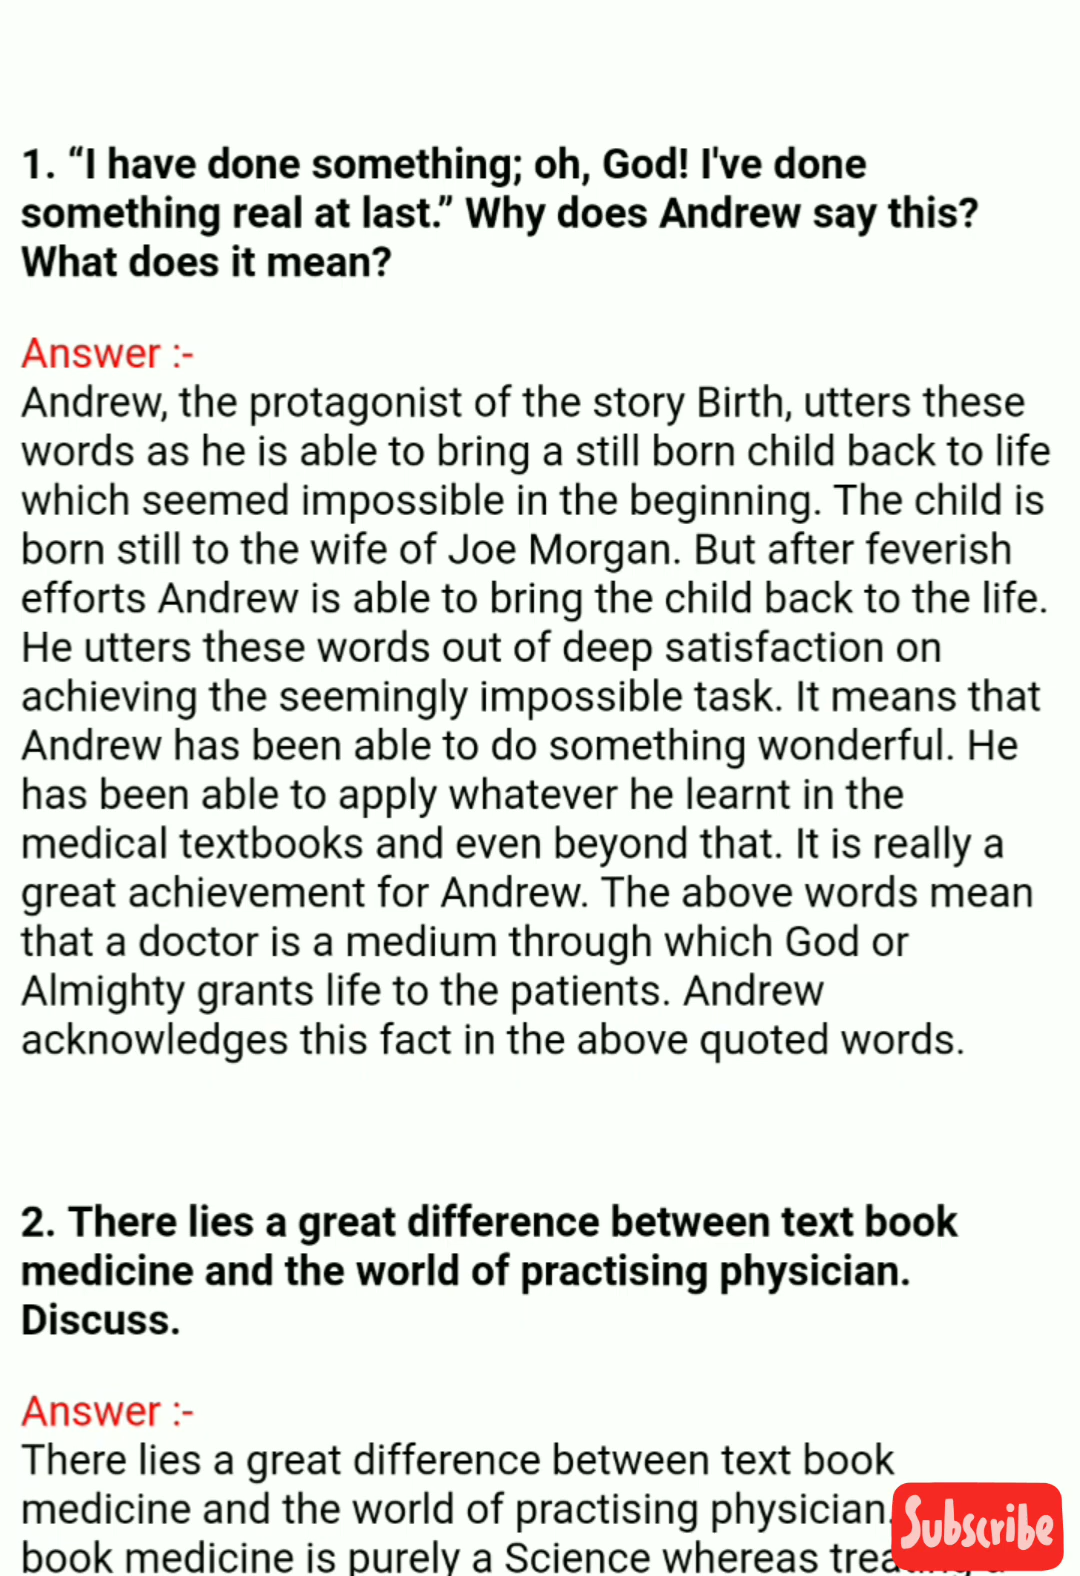 1. “I have done something; oh, God! I've done
something real at last.” Why does Andrew say this?
What does it mean?
Answer :-
Andrew, the protagonist of the story Birth, utters these
words as he is able to bring a still born child back to life
which seemed impossible in the beginning. The child is
born still to the wife of Joe Morgan. But after feverish
efforts Andrew is able to bring the child back to the life.
He utters these words out of deep satisfaction on
achieving the seemingly impossible task. It means that
Andrew has been able to do something wonderful. He
has been able to apply whatever he learnt in the
medical textbooks and even beyond that. It is really a
great achievement for Andrew. The above words mean
that a doctor is a medium through which God or
Almighty grants life to the patients. Andrew
acknowledges this fact in the above quoted words.
2. There lies a great difference between text book
medicine and the world of practising physician.
Discuss.
Answer :-
There lies a great difference between text book
medicine and the world of practising physician.
book medicine is purely a Science whereas
Subscribe